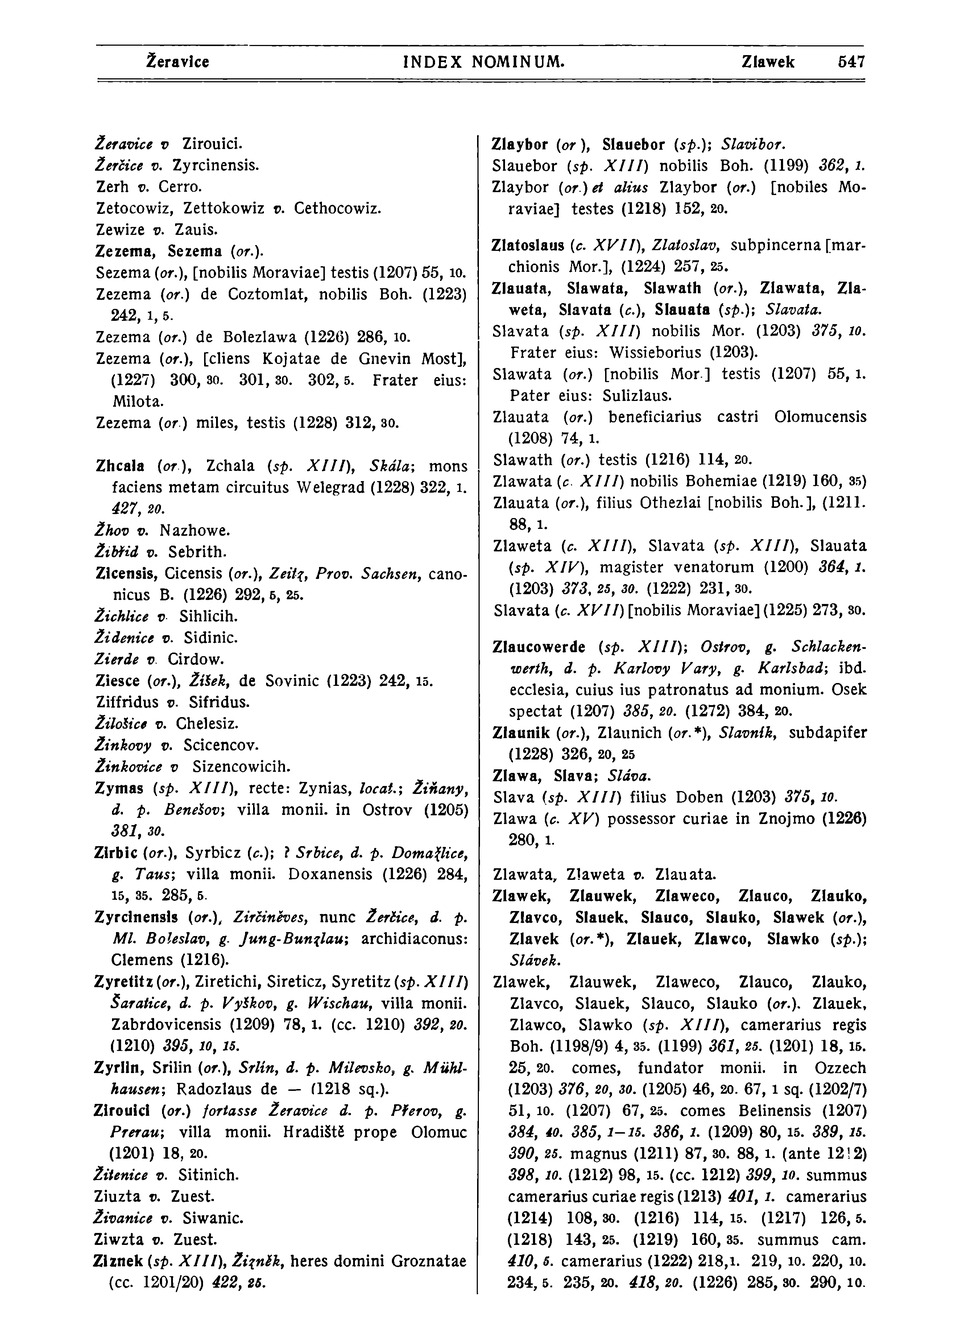 Žeravice INDEX NOMINUM. Zlawek 547
Žeravice v Zirouici.
Žerčice v. Zyrcinensis.
Zerh v. Cerro.
Zetocowiz, Zettokowiz v. Cethocowiz.
Zewize v. Zauis.
Zezema, Sezema (or.).
Sezema (or.), [nobilis Moraviae] testis (1207) 55, 10.
Zezema (or.) de Coztomlat, nobilis Boh. (1223)
242, 1, 5.
Zezema (or.) de Bolezlawa (1226) 286, 10.
Zezema (or.), [cliens Kojatae de Gnevin Most],
(1227) 300, 30. 301, 30. 302, 5. Frater eius:
Milota.
Zezema (or.) miles, testis (1228) 312, 30.
Zhcala (or.), Zchala (sp. XIII), Skála; mons
faciens metam circuitus Welegrad (1228) 322, 1.
427, 20.
Žhov v. Nazhowe.
Žibřid v. Sebrith.
Zicensis, Cicensis (or.), Zeitz, Prov. Sachsen, cano-
nicus B. (1226) 292, 5, 25.
Žichlice v. Sihlicih.
Židenice v. Sidinic.
Zierde v. Cirdow.
Ziesce (or.), Žišek, de Sovinic (1223) 242, 15.
Ziffridus v. Sifridus.
Žilošice v. Chelesiz.
Žinkovy v. Scicencov.
Žinkovice v Sizencowicih.
Zymas (sp. XIII), recte: Zynias, locat.; Žiňany,
d. p. Benešov; villa monii. in Ostrov (1205)
381, 30.
Zirbic (or.), Syrbicz (c.); ? Srbice, d. p. Domažlice,
g. Taus; villa monii. Doxanensis (1226) 284,
15, 35. 285, 5.
Zyrcinensis (or.), Zirčiněves, nunc Žerčice, d. p.
Ml. Boleslav, g. Jung-Bunzlau; archidiaconus:
Clemens (1216).
Zyretitz (or.), Ziretichi, Sireticz, Syretitz (sp. XIII)
Šaratice, d. p. Vyškov, g. Wischau, villa monii.
Zabrdovicensis (1209) 78, 1. (cc. 1210) 392, 20.
(1210) 395, 10, 15.
Zyrlin, Srilin (or.), Srlín, d. p. Milevsko, g. Mühl-
hausen; Radozlaus de — (1218 sq.).
Zirouici (or.) fortasse Žeravice d. p. Přerov, g.
Prerau; villa monii. Hradiště prope Olomuc
(1201) 18, 20.
Žitenice v. Sitinich.
Ziuzta v. Zuest.
Živanice v. Siwanic.
Ziwzta v. Zuest.
Ziznek (sp. XIII), Žizněk, heres domini Groznatae
(cc. 1201/20) 422, 25.
Zlaybor (or ), Slauebor (sp.); Slavibor.
Slauebor (sp. XIII) nobilis Boh. (1199) 362, 1.
Zlaybor (or.) et alius Zlaybor (or.) [nobiles Mo-
raviae] testes (1218) 152, 20.
Zlatoslaus (c. XVII), Zlatoslav, subpincerna [mar-
chionis Mor.], (1224) 257, 25.
Zlauata, Slawata, Slawath (or.), Zlawata, Zla-
weta, Slavata (c.), Slauata (sp.); Slavata.
Slavata (sp. XIII) nobilis Mor. (1203) 375, 10.
Frater eius: Wissieborius (1203).
Slawata (or.) [nobilis Mor.] testis (1207) 55, 1.
Pater eius: Sulizlaus.
Zlauata (or.) beneficiarius castri Olomucensis
(1208) 74, 1.
Slawath (or.) testis (1216) 114, 20.
Zlawata (c. XIII) nobilis Bohemiae (1219) 160, 35)
Zlauata (or.), filius Othezlai [nobilis Boh.], (1211.
88, 1.
Zlaweta (c. XIII), Slavata (sp. XIII), Slauata
(sp. XIV), magister venatorum (1200) 364, 1.
(1203) 373, 25, 30. (1222) 231, 30.
Slavata (c. XVII) [nobilis Moraviae] (1225) 273, 30.
Zlaucowerde (sp. XIII); Ostrov, g. Schlacken-
werth, d. p. Karlovy Vary, g. Karlsbad; ibd.
ecclesia, cuius ius patronatus ad monium. Osek
spectat (1207) 385, 20. (1272) 384, 20.
Zlaunik (or.), Zlaunich (or.*), Slavník, subdapifer
(1228) 326, 20, 25
Zlawa, Slava; Sláva.
Slava (sp. XIII) filius Doben (1203) 375, 10.
Zlawa (c. XV) possessor curiae in Znojmo (1226)
280, 1.
Zlawata, Zlaweta v. Zlauata.
Zlawek, Zlauwek, Zlaweco, Zlauco, Zlauko,
Zlavco, Slauek, Slauco, Slauko, Slawek (or.),
Zlavek (or.*), Zlauek, Zlawco, Slawko (sp.);
Slávek.
Zlawek, Zlauwek, Zlaweco, Zlauco, Zlauko,
Zlavco, Slauek, Slauco, Slauko (or.). Zlauek,
Zlawco, Slawko (sp. XIII), camerarius regis
Boh. (1198/9) 4, 35. (1199) 361, 25. (1201) 18, 15.
25, 20. comes, fundator monii. in Ozzech
(1203) 376, 20, 30. (1205) 46, 20. 67, 1 sq. (1202/7)
51, 10. (1207) 67, 25. comes Belinensis (1207)
384, 40. 385, 1—15. 386, 1. (1209) 80, 15. 389, 15.
390, 25. magnus (1211) 87, 30. 88, 1. (ante 12!2)
398, 10. (1212) 98, 15. (cc. 1212) 399, 10. summus
camerarius curiae regis (1213) 401, 1. camerarius
(1214) 108, 30. (1216) 114, 15. (1217) 126, 5.
(1218) 143, 25. (1219) 160, 35. summus cam.
410, 5. camerarius (1222) 218, 1. 219, 10. 220, 10.
234, 5. 235, 20. 418, 20. (1226) 285, 30. 290, 10.